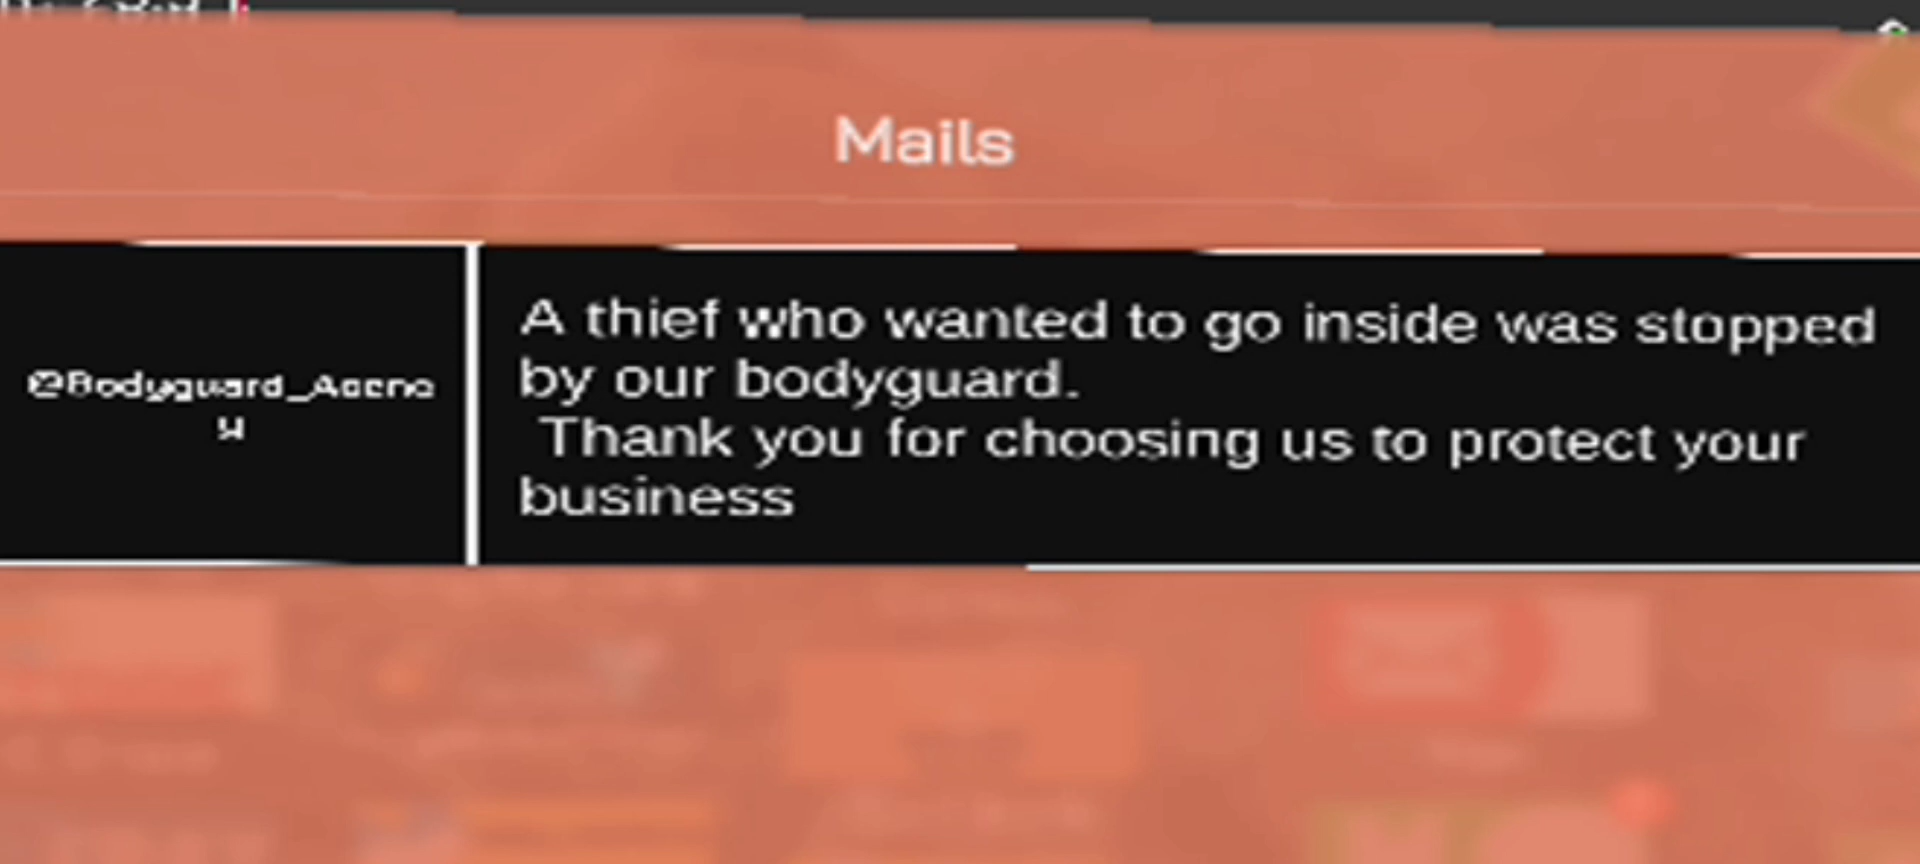 Mails
A thief who wanted to go inside was stopped
by our bodyguard.
@Bodyguard_Agenc
y
Thank you for choosing us to protect your
business